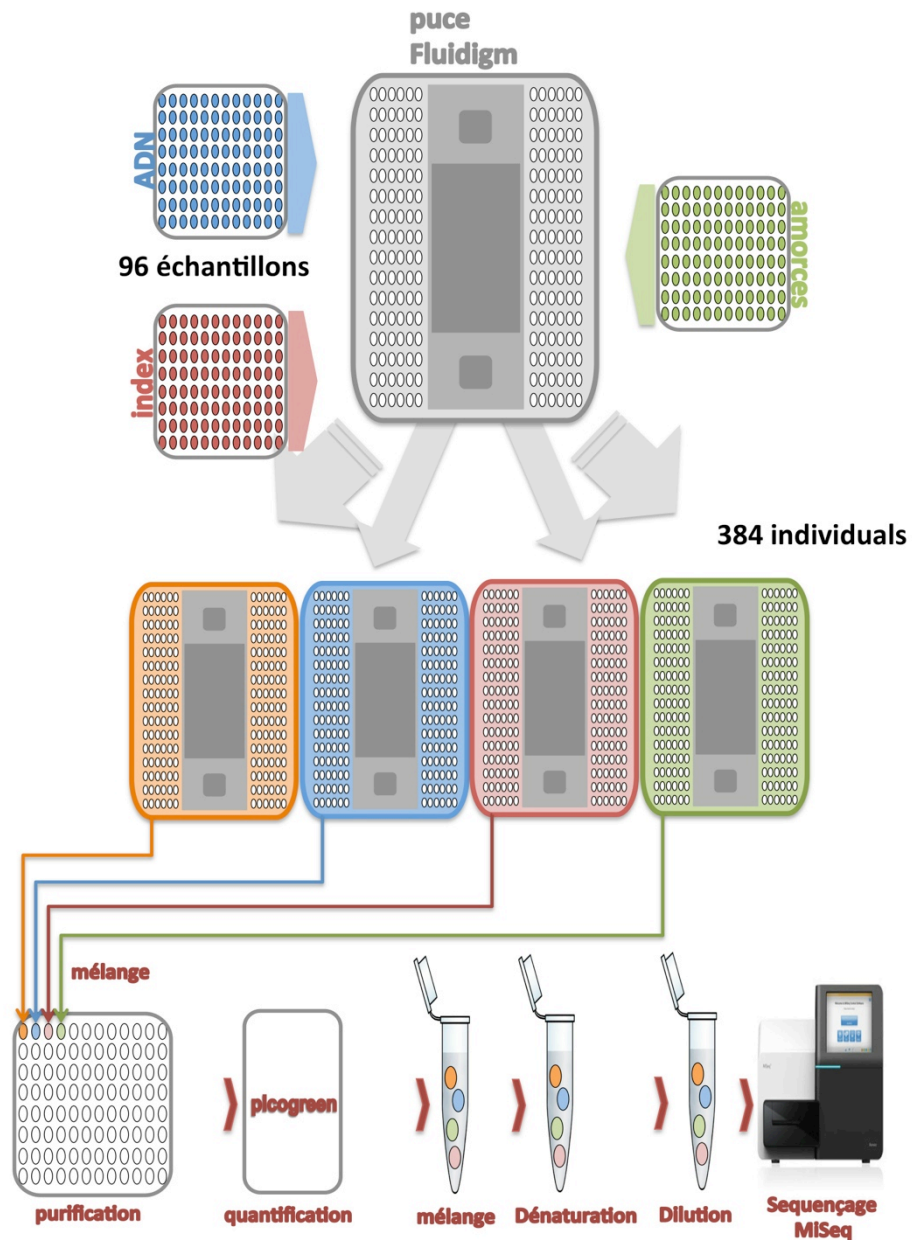 puce
Fluidigm
ADN
96 échantillons
amorces
index
384 individuals
mélange
picogreen
purification
quantification
mélange
Dénaturation
Dilution
Sequençage
MiSeq